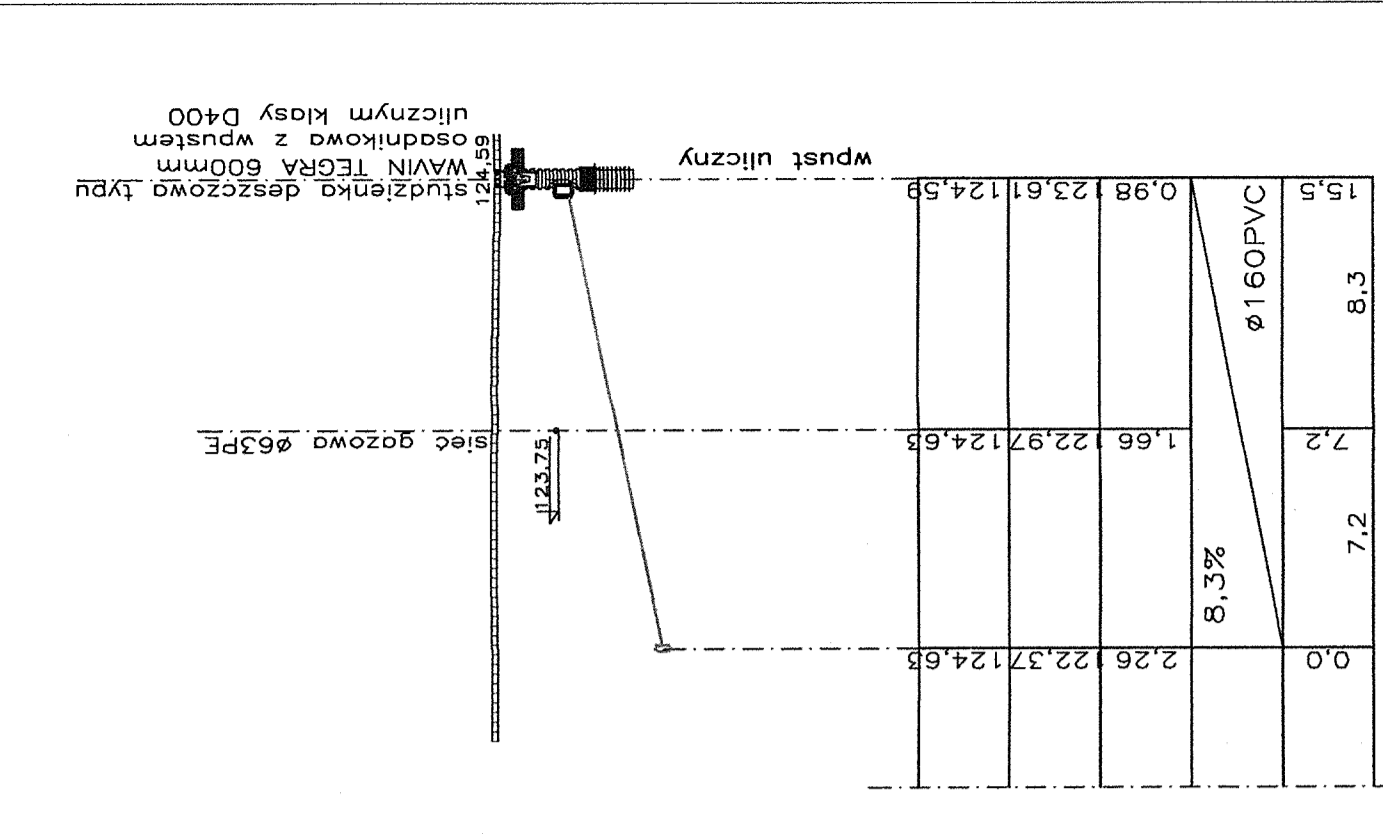 studzienka deszczowa typu
WAVIN TEGRA 600mm
osadnikowa z wpustem
ulicznym klasy D400
124,59
wpust uliczny
sieć gazowa ø63PE
123,75
124,59 123,61 0,98 15,5
ø160PVC
8,3
124,63 122,97 1,66 7,2
8,3%
7,2
124,63 122,37 2,26 0,0